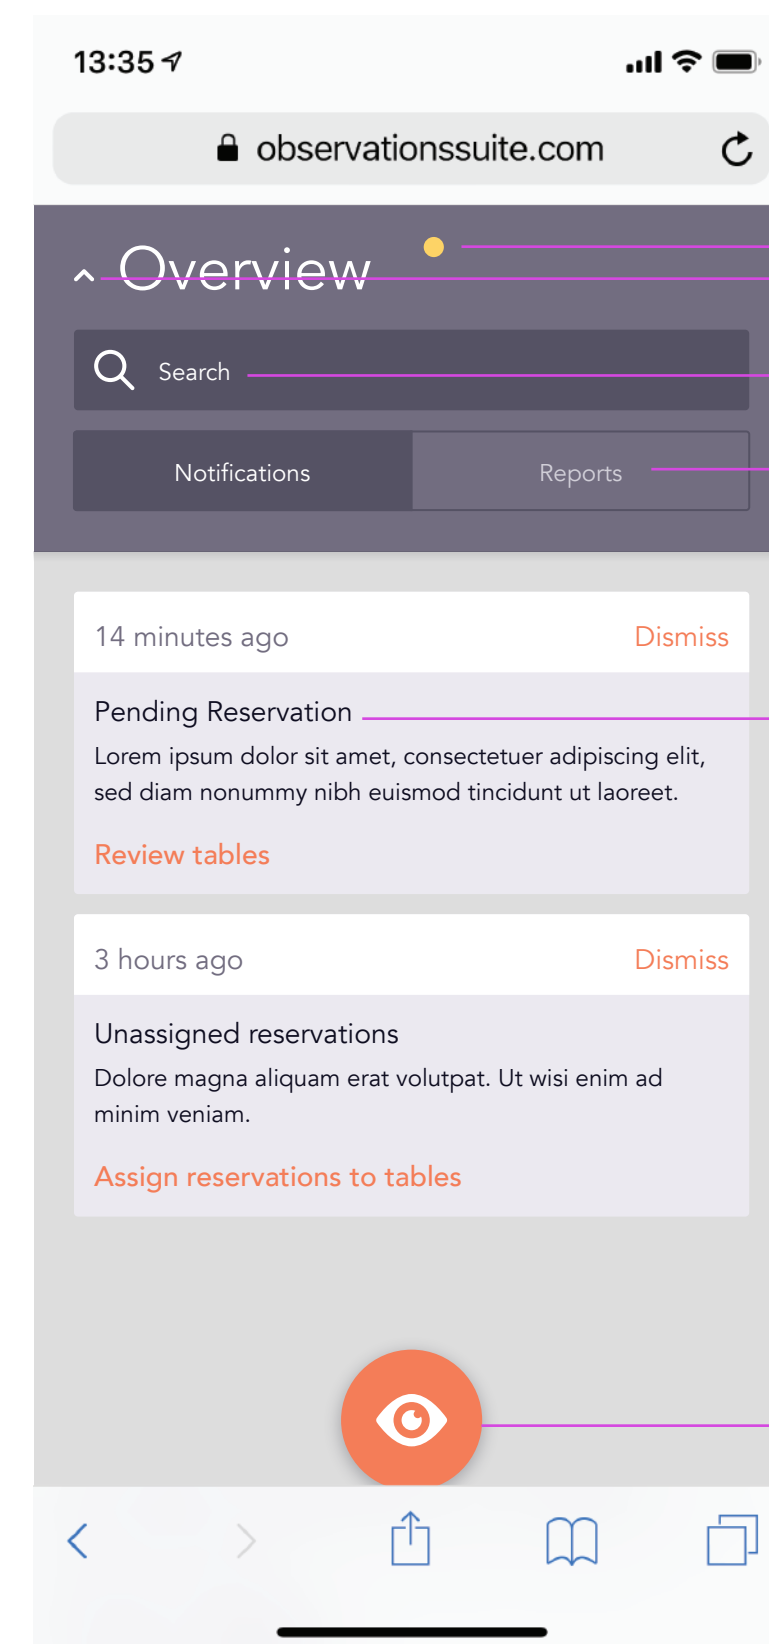 13:35
observationssuite.com
Overview
Search
Notifications Reports
14 minutes ago Dismiss
Pending Reservation
Lorem ipsum dolor sit amet, consectetuer adipiscing elit,
sed diam nonummy nibh euismod tincidunt ut laoreet.
Review tables
3 hours ago Dismiss
Unassigned reservations
Dolore magna aliquam erat volutpat. Ut wisi enim ad
minim veniam.
Assign reservations to tables